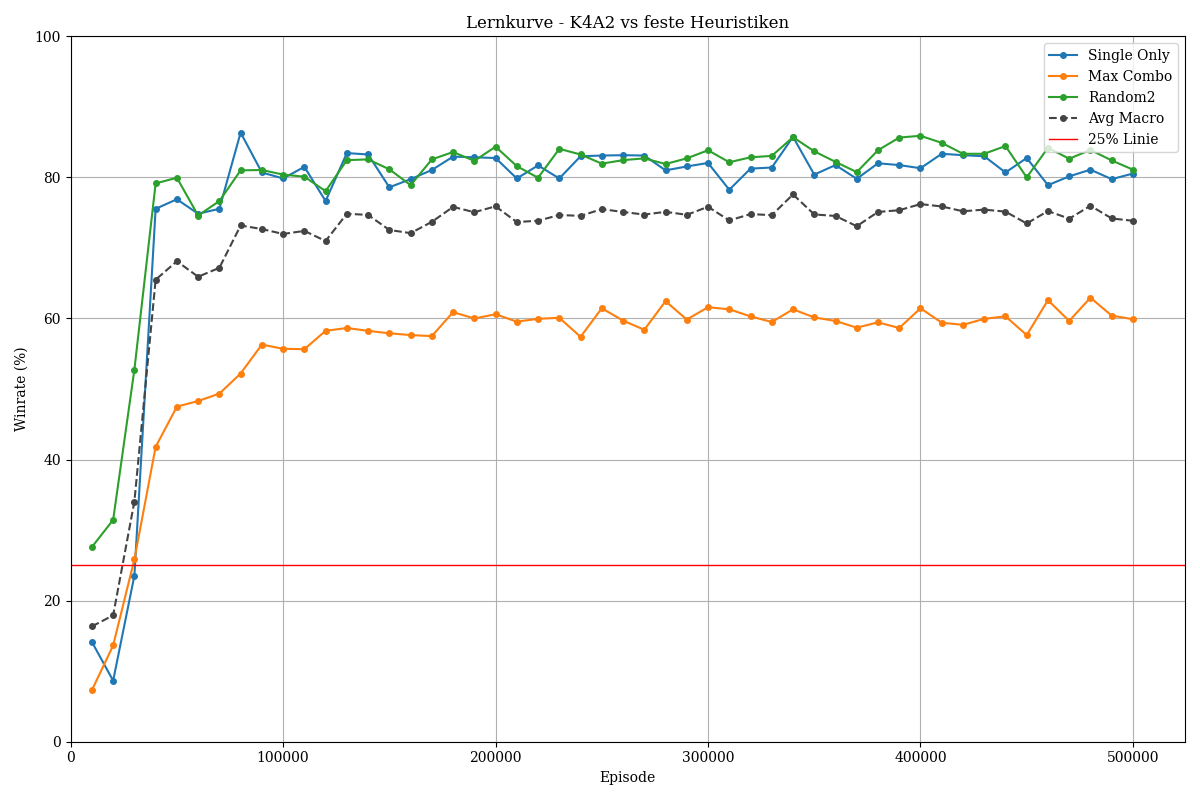 Lernkurve - K4A2 vs feste Heuristiken
Winrate (%)
100
80
60
40
20
0
Single Only
Max Combo
Random2
Avg Macro
25% Linie
0 100000 200000 300000 400000 500000
Episode